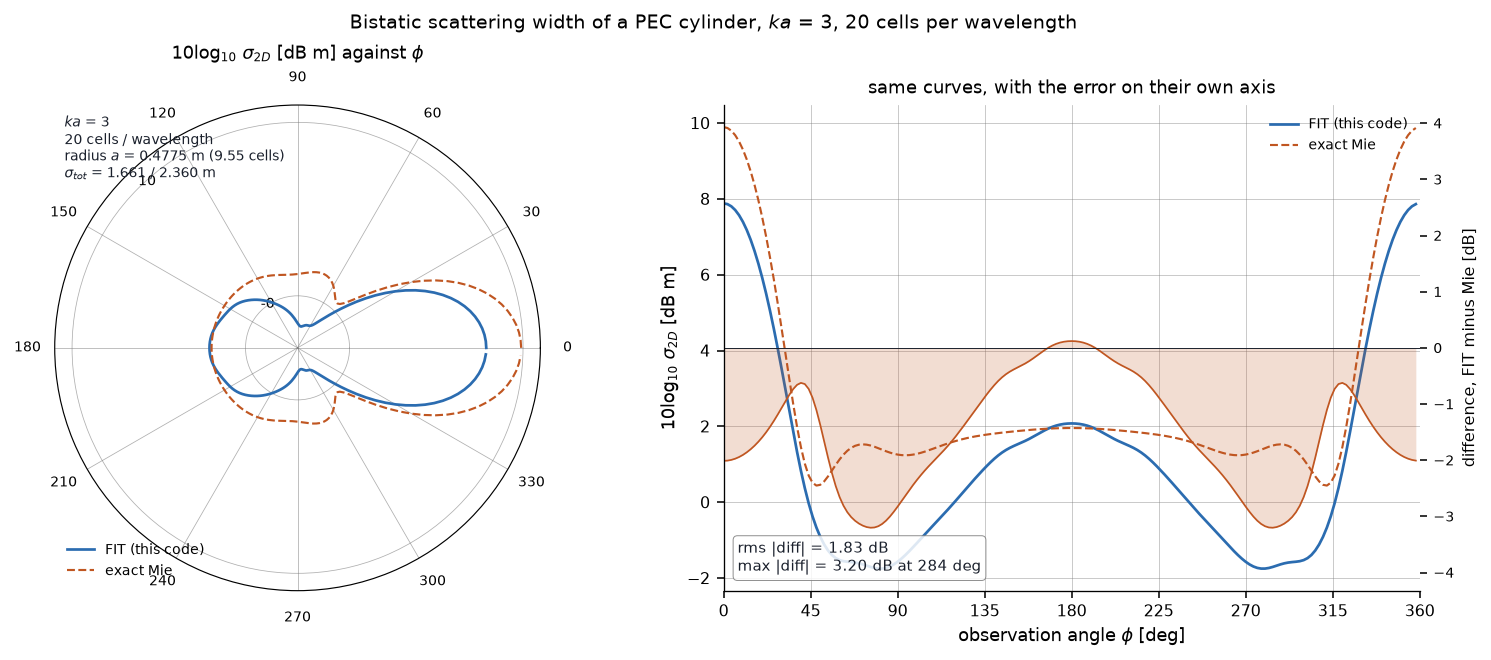 Bistatic scattering width of a PEC cylinder, ka = 3, 20 cells per wavelength
10log₁₀ σ₂D [dB m] against ϕ
90
120
60
ka = 3
20 cells / wavelength
radius a = 0.4775 m (9.55 cells)
σtot = 1.661 / 2.360 m
10
150
30
-8
180
0
210
330
FIT (this code)
exact Mie
240
300
270
same curves, with the error on their own axis
FIT (this code)
exact Mie
10
8
6
4
2
0
−2
10log₁₀ σ₂D [dB m]
4
3
2
1
0
−1
−2
−3
−4
difference, FIT minus Mie [dB]
rms |diff| = 1.83 dB
max |diff| = 3.20 dB at 284 deg
0 45 90 135 180 225 270 315 360
observation angle ϕ [deg]